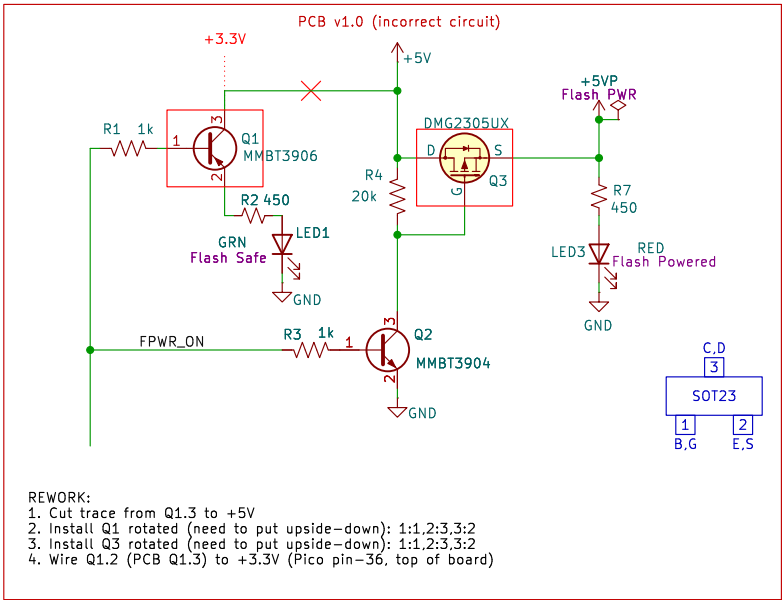 PCB v1.0 (incorrect circuit)
+3.3V
+5V
+5VP
Flash PWR
DMG2305UX
R1 1k
1
3
Q1
MMBT3906
2
D
S
G
Q3
R4
20k
R7
450
R2 450
LED1
GRN
Flash Safe
GND
LED3
RED
Flash Powered
GND
FPWR_ON
R3 1k
1
3
Q2
MMBT3904
2
GND
C,D
3
SOT23
1
2
B,G
E,S
REWORK:
1. Cut trace from Q1.3 to +5V
2. Install Q1 rotated (need to put upside-down): 1:1,2:3,3:2
3. Install Q3 rotated (need to put upside-down): 1:1,2:3,3:2
4. Wire Q1.2 (PCB Q1.3) to +3.3V (Pico pin-36, top of board)